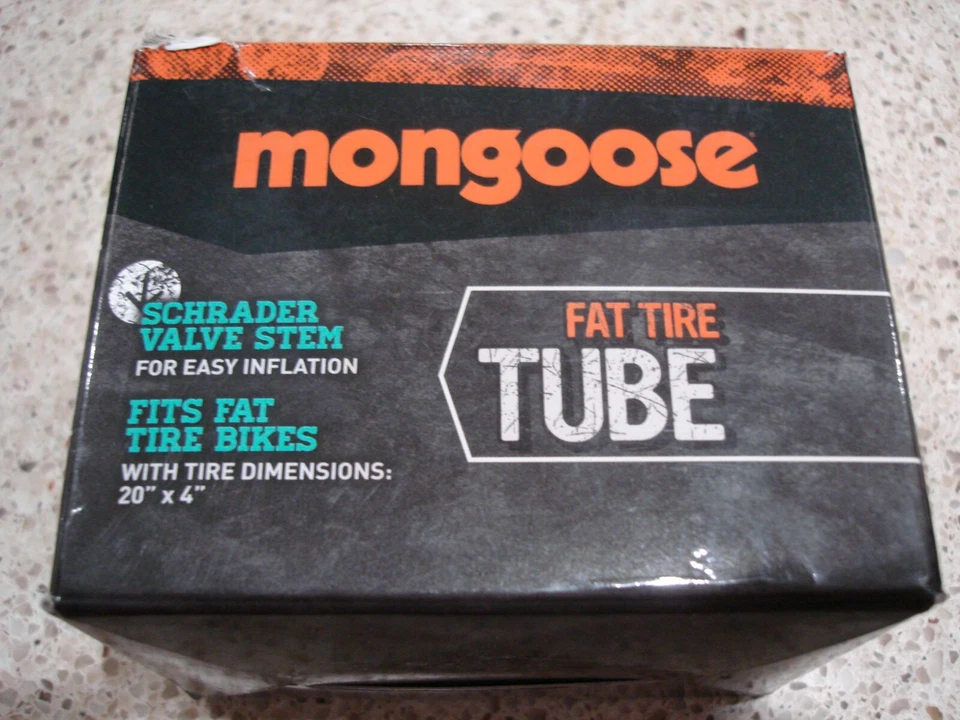 mongoose
SCHRADER
VALVE STEM
FOR EASY INFLATION
FITS FAT
TIRE BIKES
WITH TIRE DIMENSIONS:
20” x 4”
FAT TIRE
TUBE